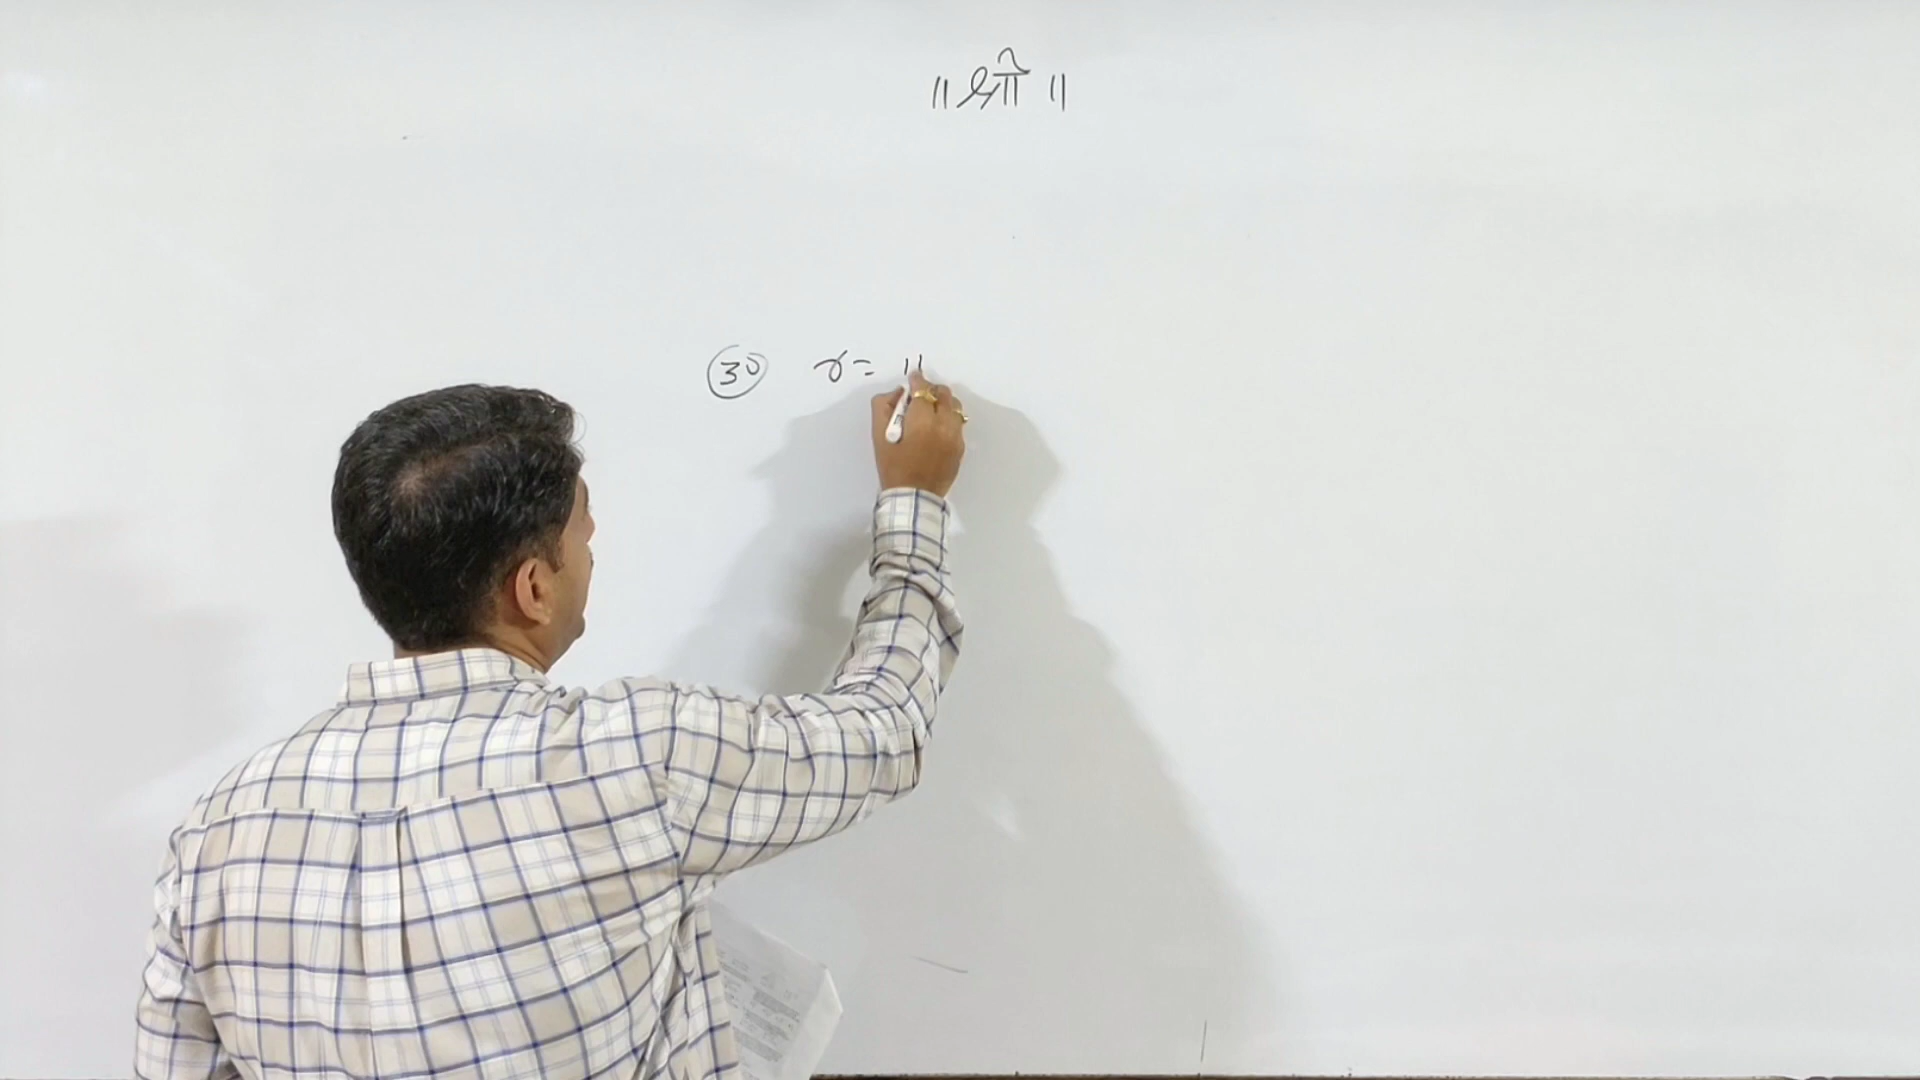 ॥ श्री ॥
30 r = 11